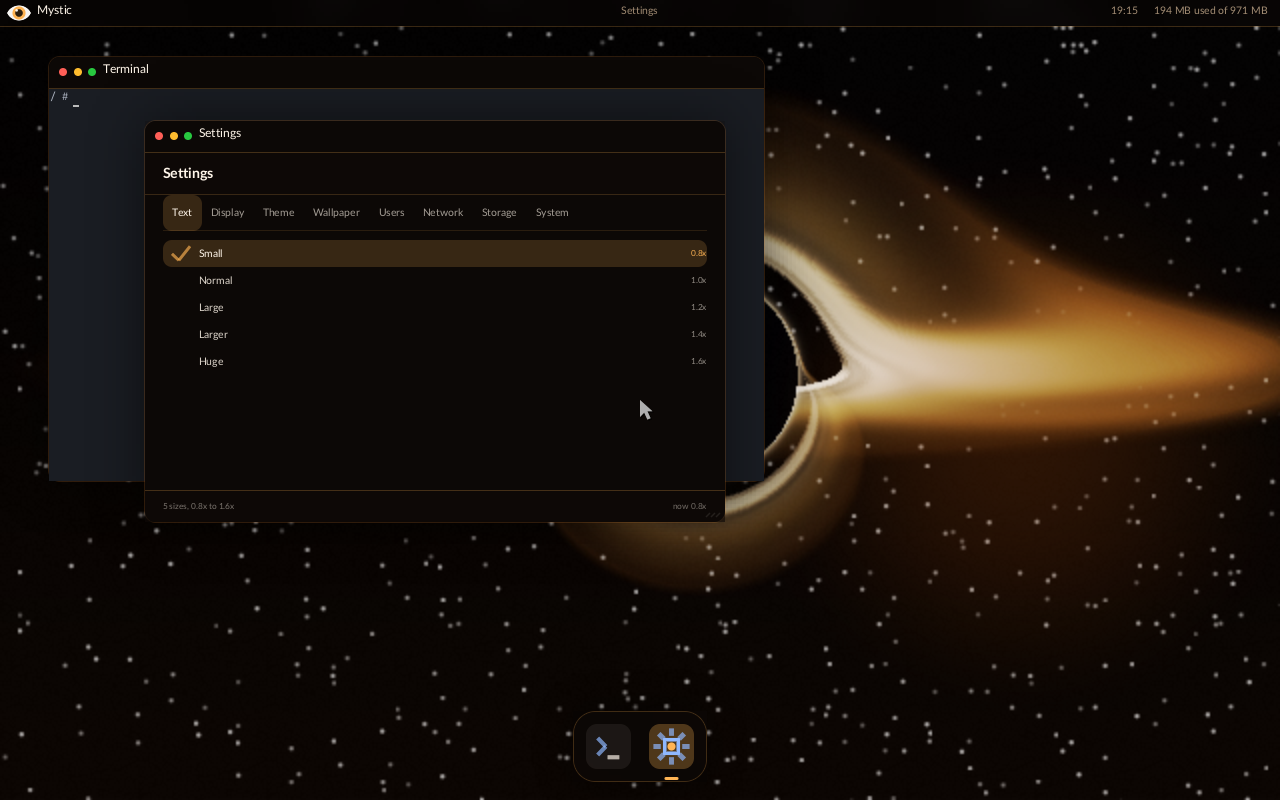 Mystic
Settings
19:15 194 MB used of 971 MB
Terminal
/ # _
Settings
Settings
Text Display Theme Wallpaper Users Network Storage System
Small 0.8x
Normal 1.0x
Large 1.2x
Larger 1.4x
Huge 1.6x
5 sizes, 0.8x to 1.6x now 0.8x